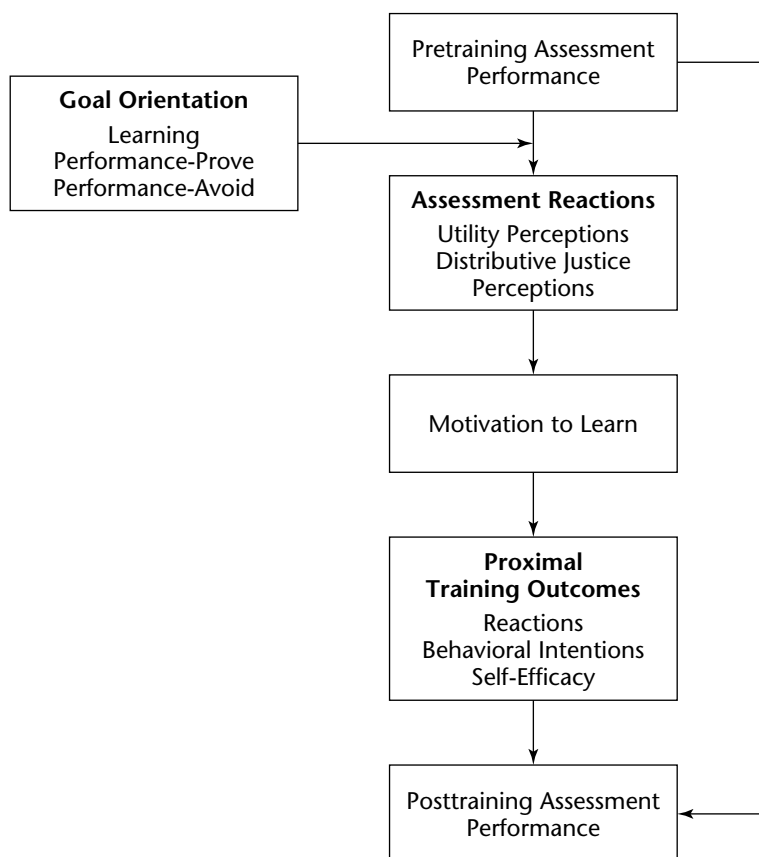 Pretraining Assessment
Performance
Goal Orientation
Learning
Performance-Prove
Performance-Avoid
Assessment Reactions
Utility Perceptions
Distributive Justice
Perceptions
Motivation to Learn
Proximal
Training Outcomes
Reactions
Behavioral Intentions
Self-Efficacy
Posttraining Assessment
Performance